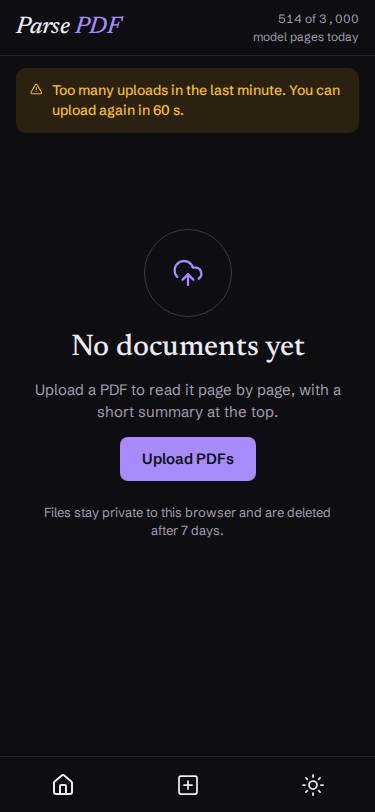 Parse PDF
514 of 3,000
model pages today
Too many uploads in the last minute. You can
upload again in 60 s.
No documents yet
Upload a PDF to read it page by page, with a
short summary at the top.
Upload PDFs
Files stay private to this browser and are deleted
after 7 days.